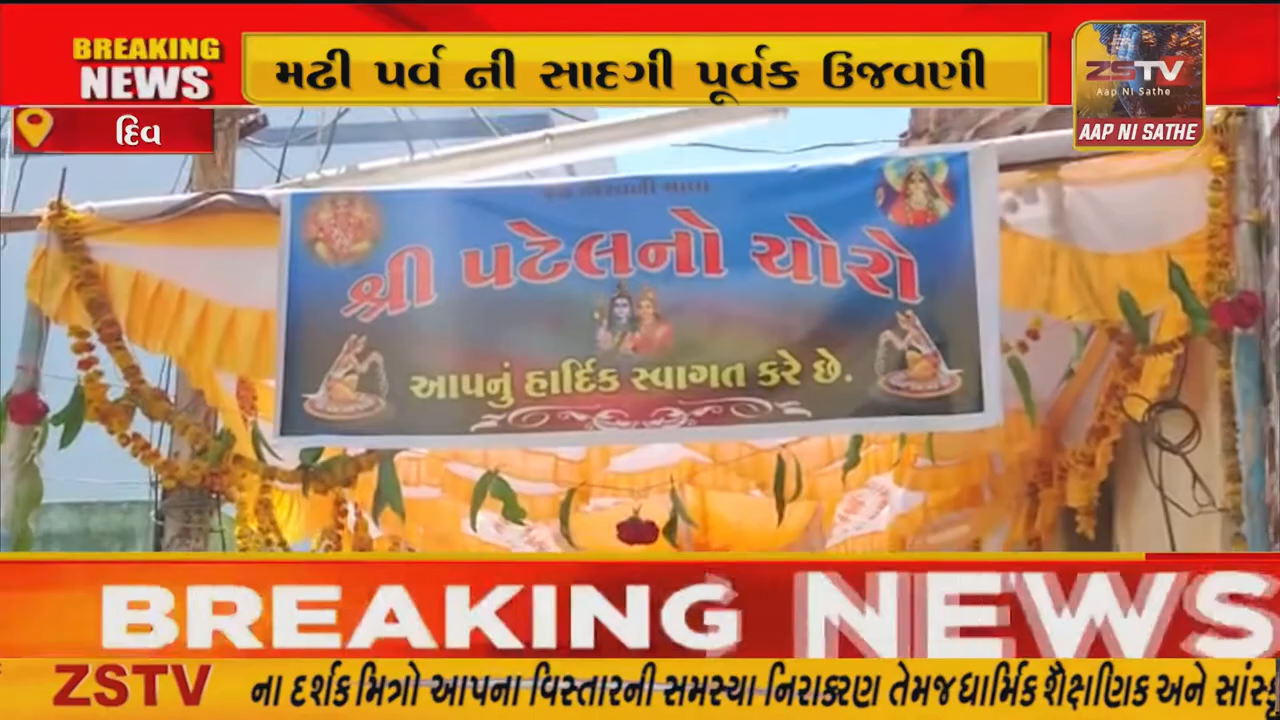 BREAKING
NEWS
મઢી પર્વ ની સાદગી પૂર્વક ઉજવણી
ZSTV
Aap Ni Sathe
AAP NI SATHE
દિવ
શ્રી પટેલનો ચોરો
આપનું હાર્દિક સ્વાગત કરે છે.
BREAKING NEWS
ZSTV ના દર્શક મિત્રો આપના વિસ્તારની સમસ્યા નિરાકરણ તેમજ ધાર્મિક શૈક્ષણિક અને